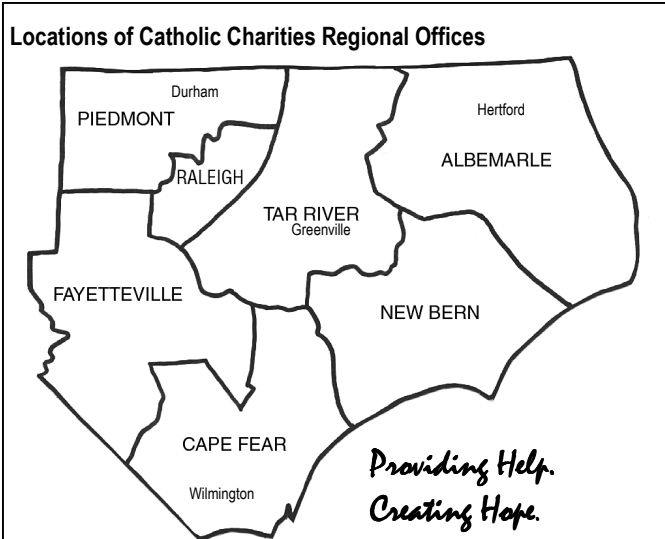 Locations of Catholic Charities Regional Offices
Durham
PIEDMONT
Hertford
ALBEMARLE
RALEIGH
TAR RIVER
Greenville
FAYETTEVILLE
NEW BERN
CAPE FEAR
Wilmington
Providing Help.
Creating Hope.